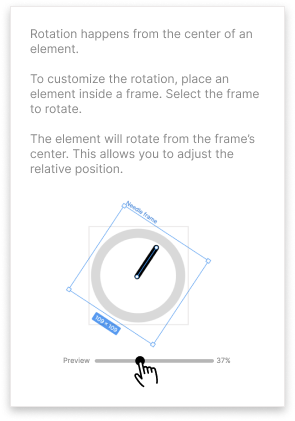 Rotation happens from the center of an
element.
To customize the rotation, place an
element inside a frame. Select the frame
to rotate.
The element will rotate from the frame's
center. This allows you to adjust the
relative position.
Needle frame
109 × 109
Preview
37%